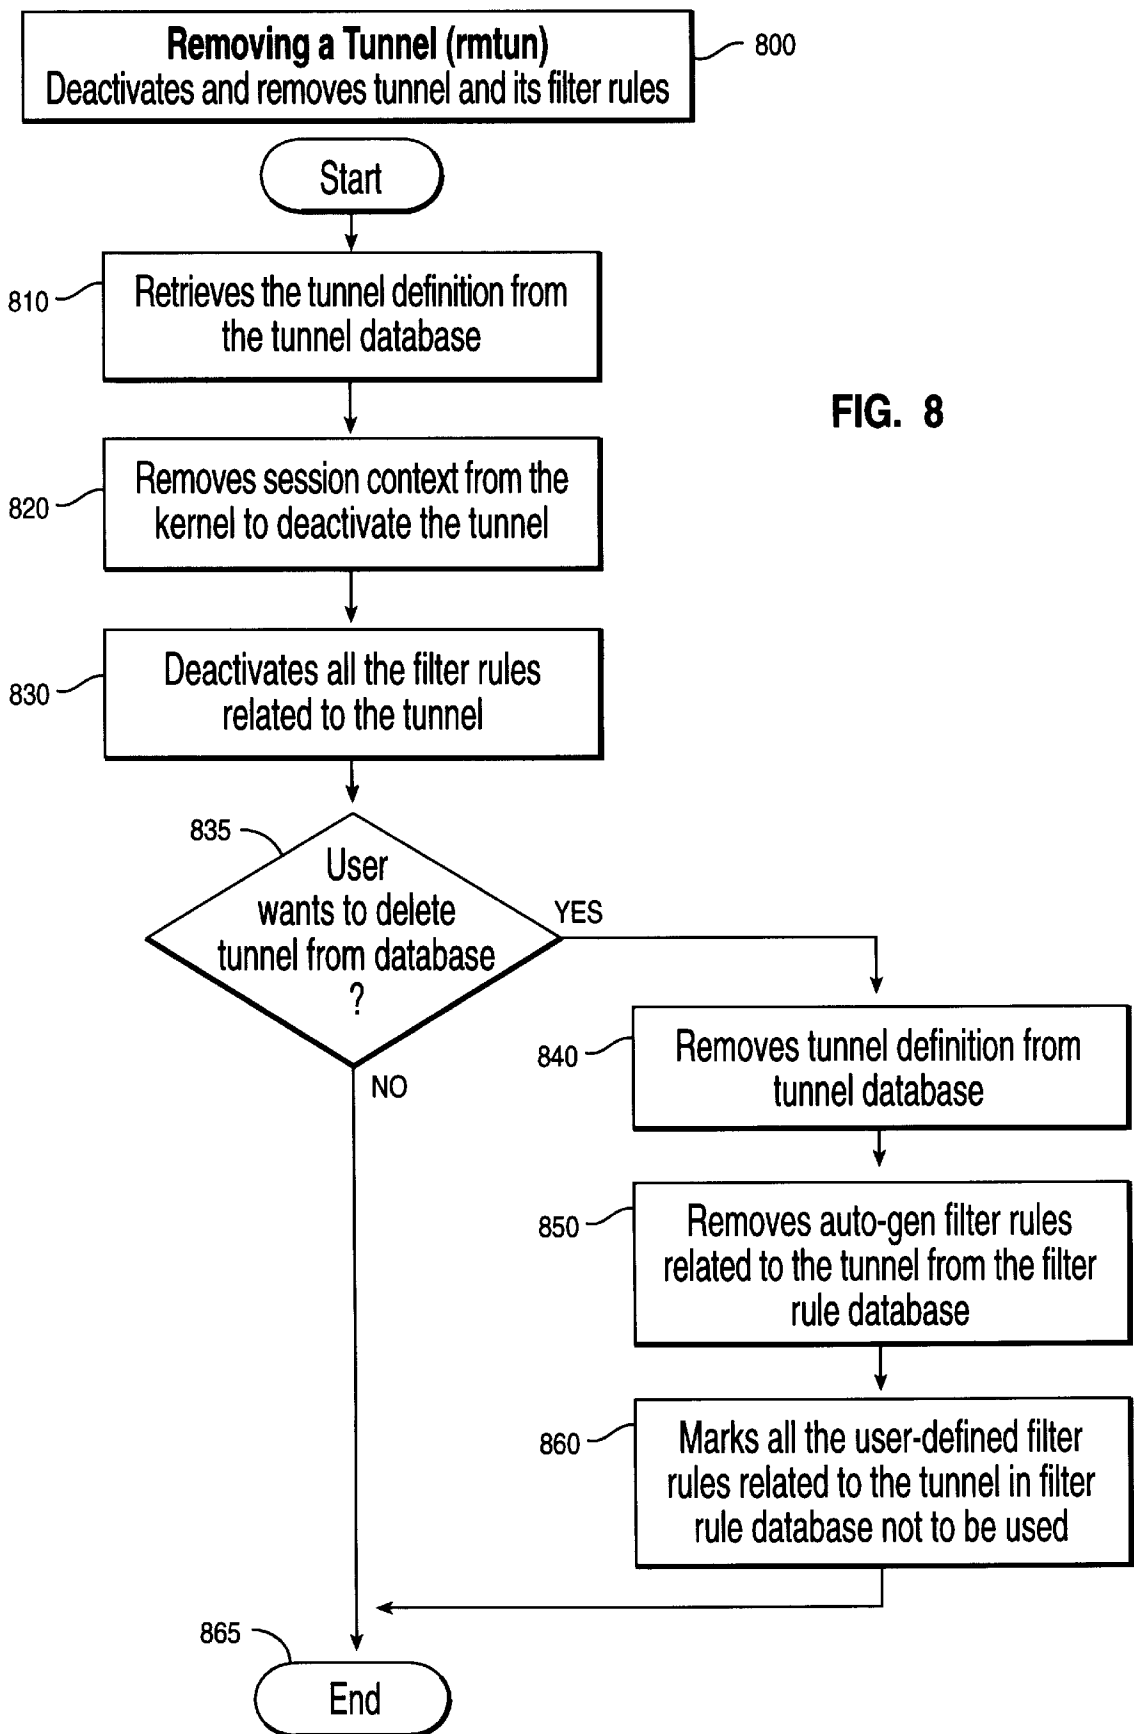 Removing a Tunnel (rmtun)
Deactivates and removes tunnel and its filter rules
800
Start
810
Retrieves the tunnel definition from
the tunnel database
FIG. 8
820
Removes session context from the
kernel to deactivate the tunnel
830
Deactivates all the filter rules
related to the tunnel
835
User
wants to delete
tunnel from database
?
YES
NO
840
Removes tunnel definition from
tunnel database
850
Removes auto-gen filter rules
related to the tunnel from the filter
rule database
860
Marks all the user-defined filter
rules related to the tunnel in filter
rule database not to be used
865
End